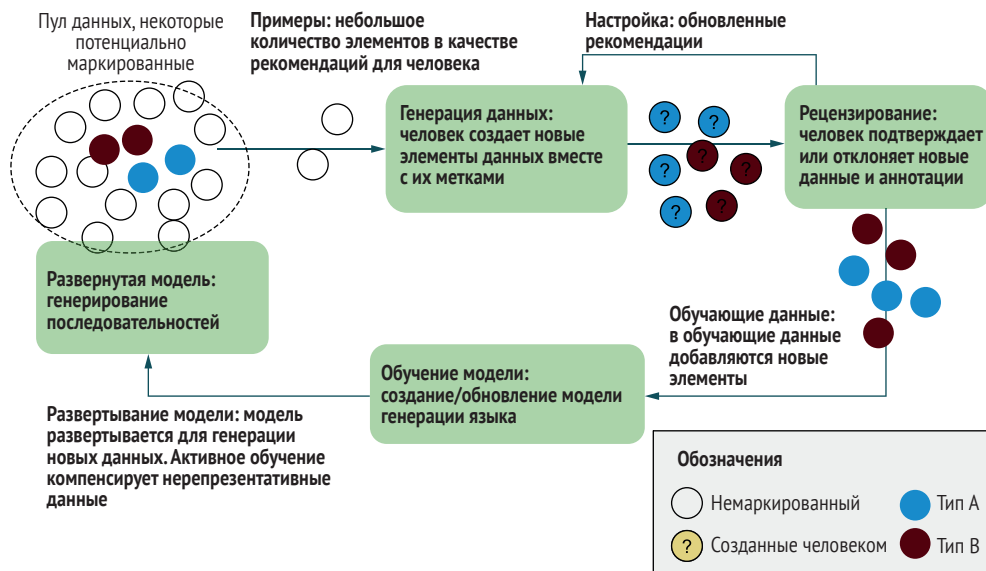 Пул данных, некоторые
потенциально
маркированные
Примеры: небольшое
количество элементов в качестве
рекомендаций для человека
Настройка: обновленные
рекомендации
Генерация данных:
человек создает новые
элементы данных вместе
с их метками
?
?
?
?
?
?
?
Рецензирование:
человек подтверждает
или отклоняет новые
данные и аннотации
Развернутая модель:
генерирование
последовательностей
Обучающие данные:
в обучающие данные
добавляются новые
элементы
Обучение модели:
создание/обновление модели
генерации языка
Развертывание модели: модель
развертывается для генерации
новых данных. Активное обучение
компенсирует нерепрезентативные
данные
Обозначения
Немаркированный
Тип А
? Созданные человеком
Тип В